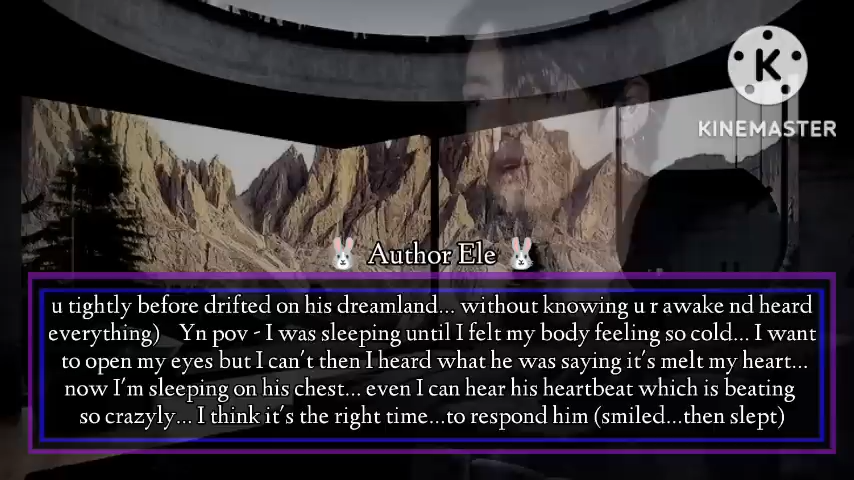 KINEMASTER
🐰 Author Ele 🐰
u tightly before drifted on his dreamland... without knowing u r awake nd heard
everything) Yn pov - I was sleeping until I felt my body feeling so cold... I want
to open my eyes but I can't then I heard what he was saying it's melt my heart...
now I'm sleeping on his chest... even I can hear his heartbeat which is beating
so crazyly... I think it's the right time...to respond him (smiled...then slept)